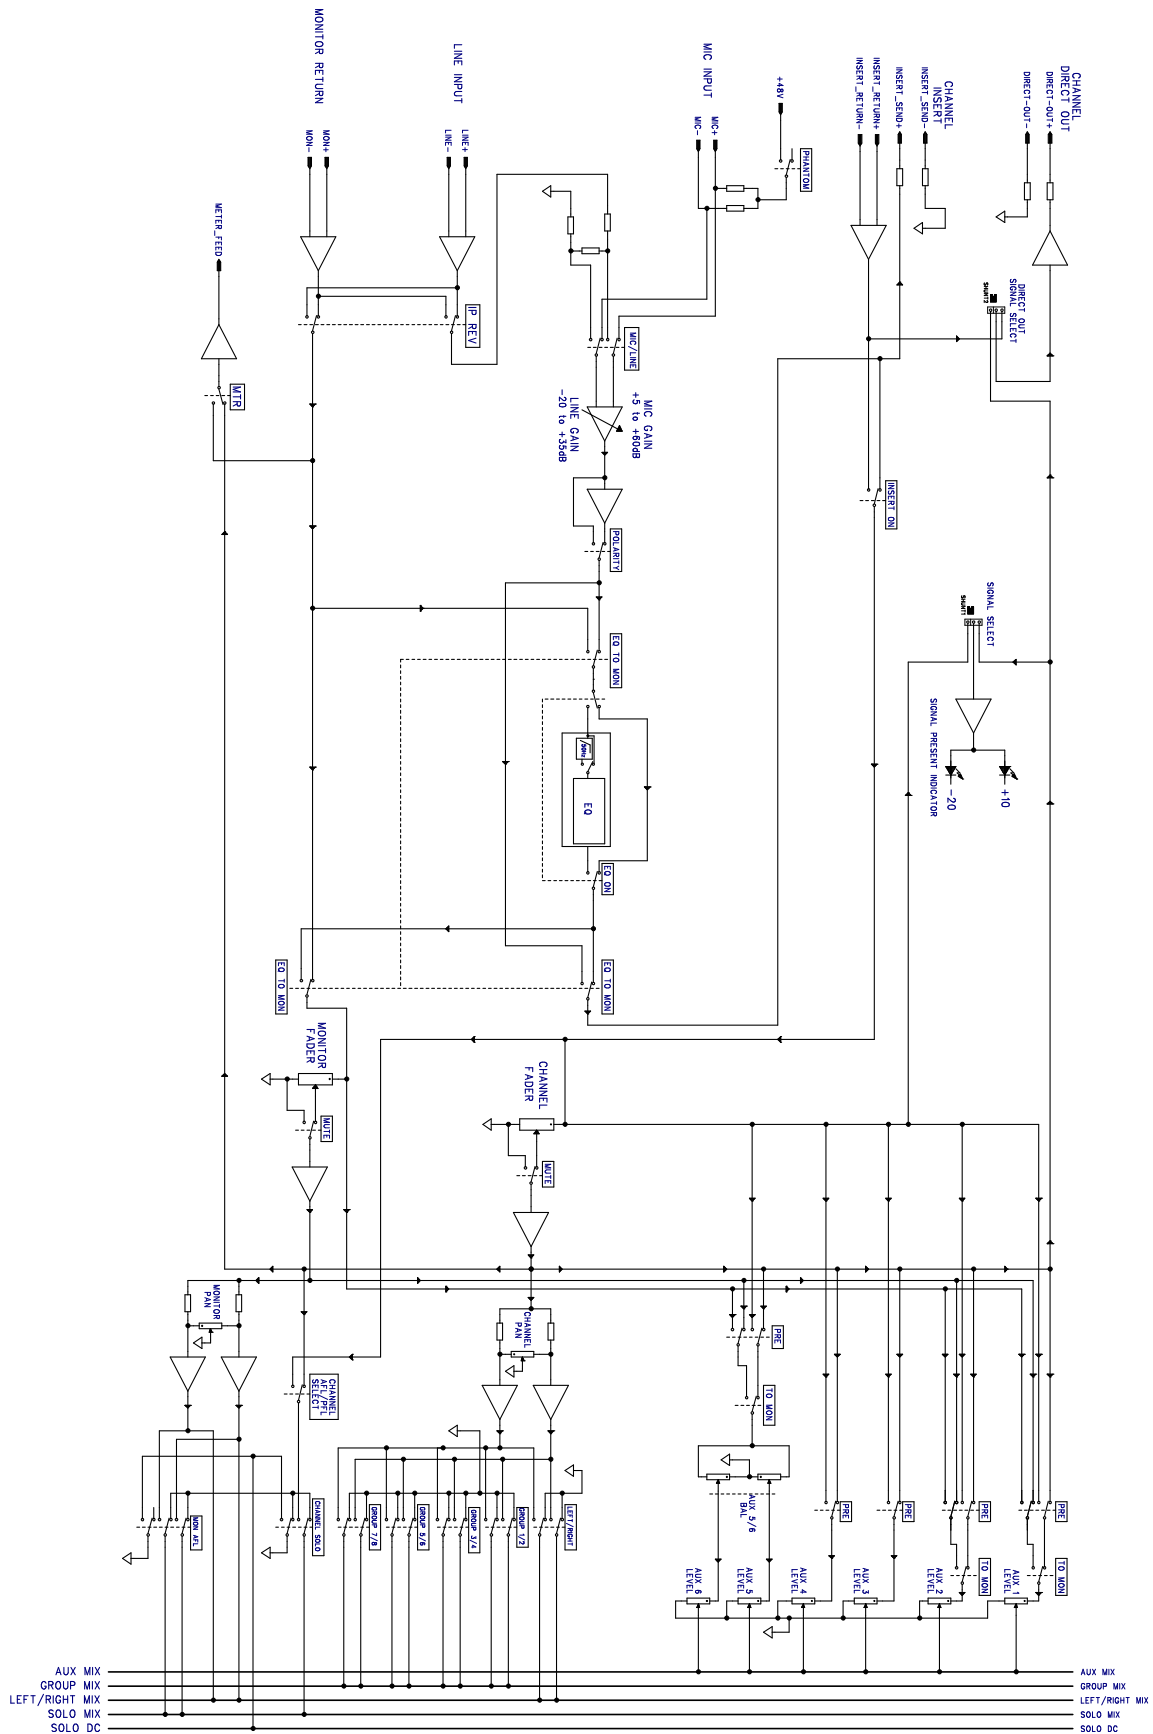 CHANNEL
DIRECT OUT
DIRECT-OUT+
DIRECT-OUT-
CHANNEL
INSERT
INSERT_SEND-
INSERT_SEND+
INSERT_RETURN+
INSERT_RETURN-
+48V
PHANTOM
MIC INPUT
MIC+
MIC-
LINE INPUT
LINE+
LINE-
MONITOR RETURN
MON+
MON-
METER_FEED
DIRECT OUT
SIGNAL SELECT
SHUNT2
IP REV
MIC/LINE
MTR
MIC GAIN
+5 to +60dB
LINE GAIN
-20 to +35dB
INSERT ON
POLARITY
SIGNAL SELECT
SHUNT1
SIGNAL PRESENT INDICATOR
+10
-20
EQ TO MON
50Hz
EQ
EQ ON
EQ TO MON
EQ TO MON
MONITOR
FADER
MUTE
CHANNEL
FADER
MUTE
MONITOR
PAN
CHANNEL
PAN
CHANNEL
AFL/PFL
SELECT
PRE
TO MON
AUX 5/6
BAL
PRE
PRE
PRE
PRE
TO MON
TO MON
MON AFL
CHANNEL SOLO
GROUP 7/8
GROUP 5/6
GROUP 3/4
GROUP 1/2
LEFT/RIGHT
AUX 6
LEVEL
AUX 5
LEVEL
AUX 4
LEVEL
AUX 3
LEVEL
AUX 2
LEVEL
AUX 1
LEVEL
AUX MIX
GROUP MIX
LEFT/RIGHT MIX
SOLO MIX
SOLO DC
AUX MIX
GROUP MIX
LEFT/RIGHT MIX
SOLO MIX
SOLO DC